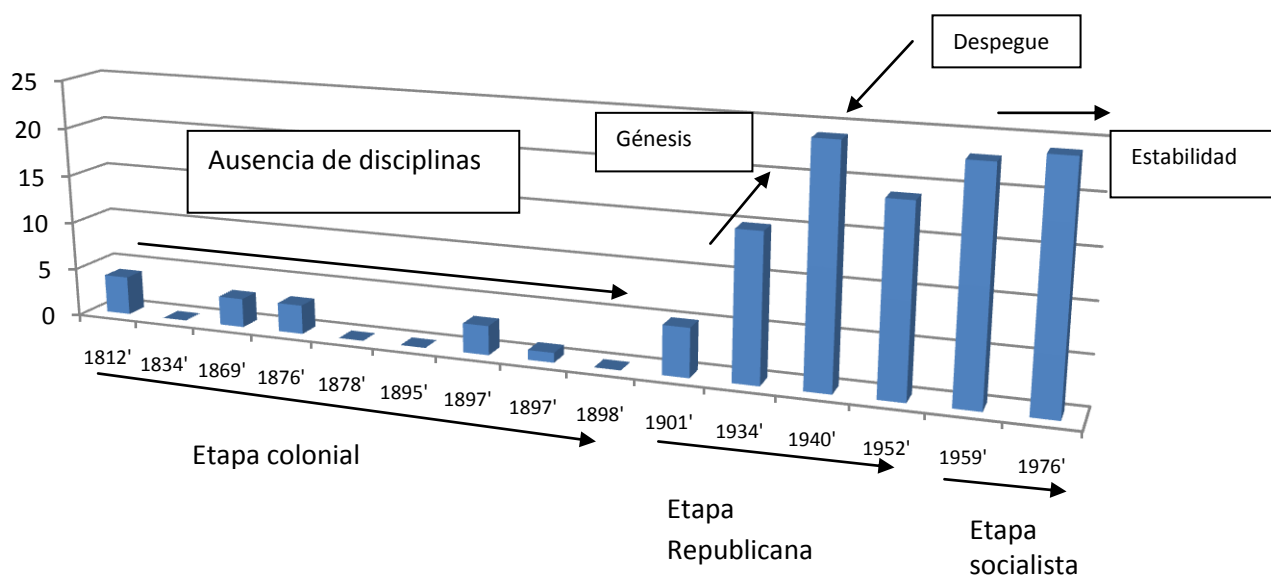 Despegue
25
20
15
10
5
0
Ausencia de disciplinas
Génesis
Estabilidad
1812'
1834'
1869'
1876'
1878'
1895'
1897'
1897'
1898'
1901'
1934'
1940'
1952'
1959'
1976'
Etapa colonial
Etapa
Republicana
Etapa
socialista